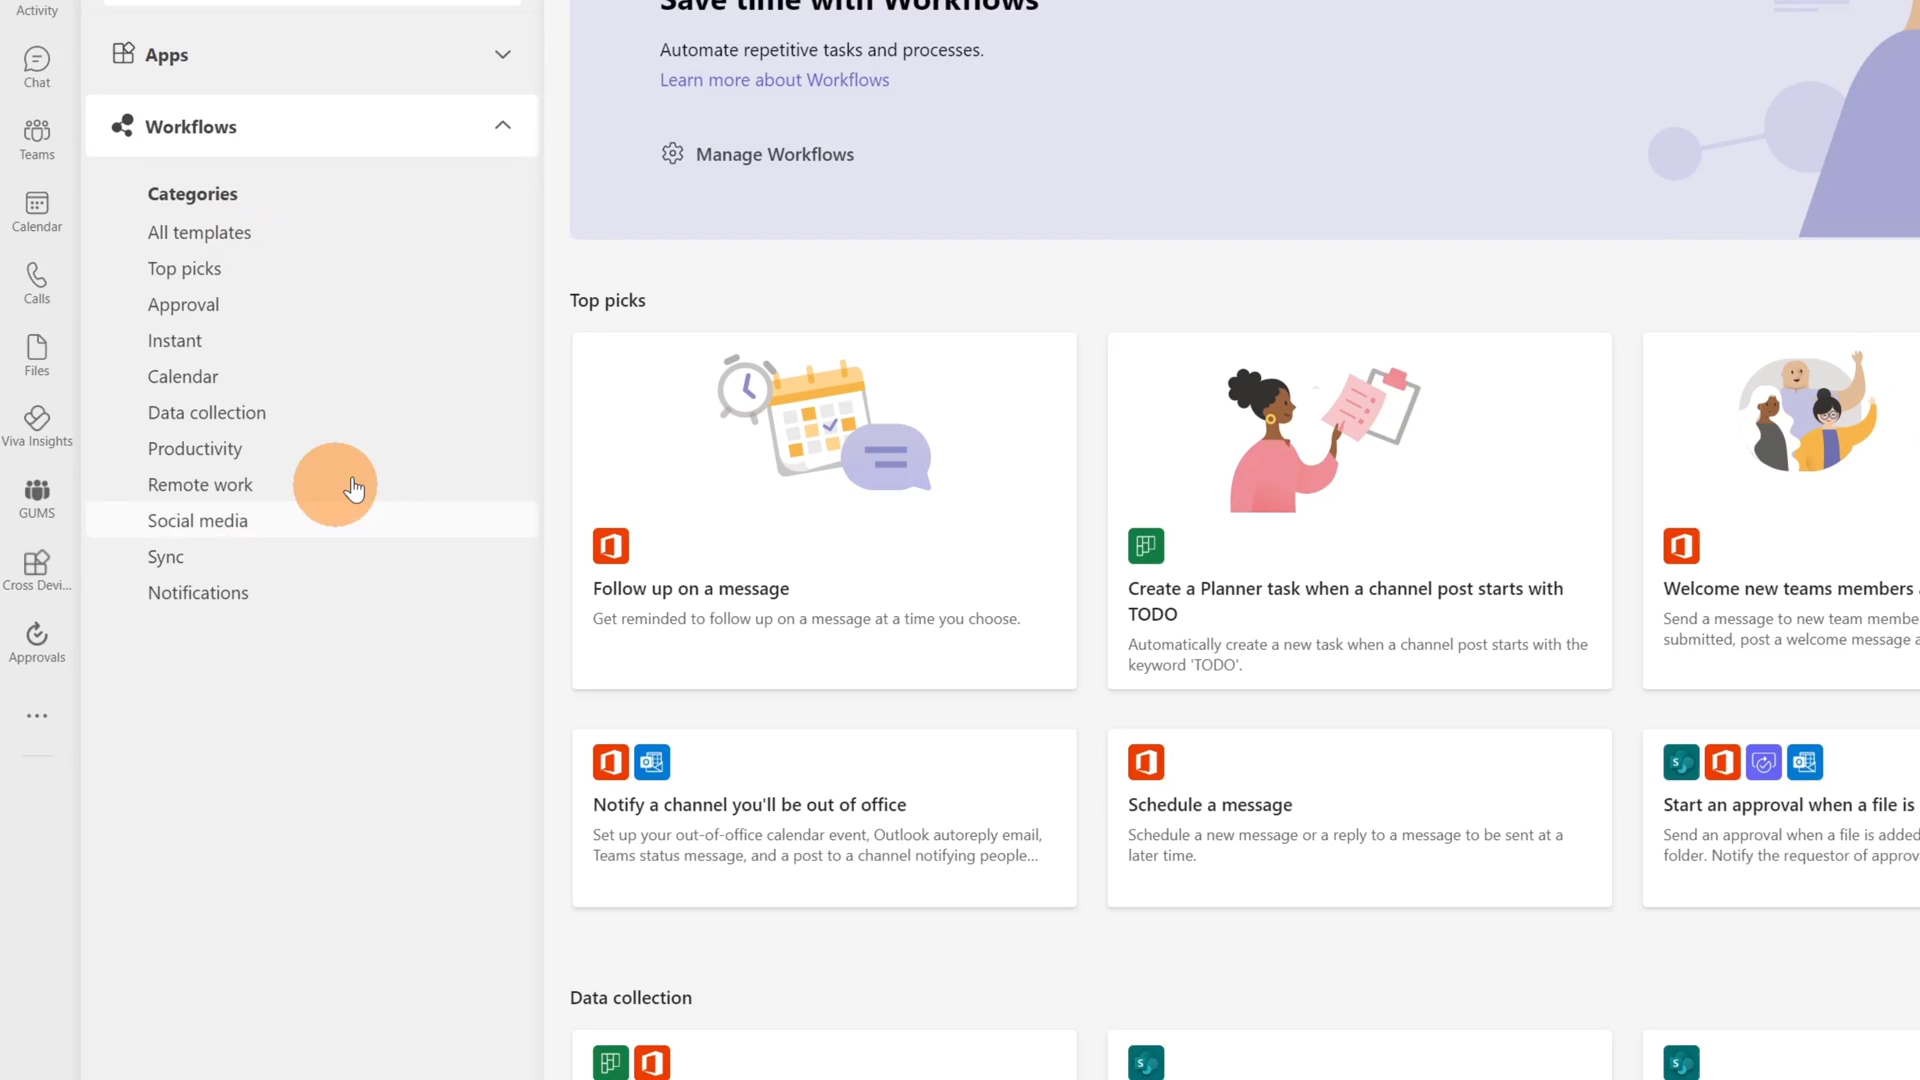 Activity
Chat
Teams
Calendar
Calls
Files
Viva Insights
GUMS
Cross Devi...
Approvals
Apps
Workflows
Categories
All templates
Top picks
Approval
Instant
Calendar
Data collection
Productivity
Remote work
Social media
Sync
Notifications
Save time with Workflows
Automate repetitive tasks and processes.
Learn more about Workflows
Manage Workflows
Top picks
Follow up on a message
Get reminded to follow up on a message at a time you choose.
Create a Planner task when a channel post starts with
TODO
Automatically create a new task when a channel post starts with the
keyword 'TODO'.
Welcome new teams members
Send a message to new team membe
submitted, post a welcome message a
Notify a channel you'll be out of office
Set up your out-of-office calendar event, Outlook autoreply email,
Teams status message, and a post to a channel notifying people...
Schedule a message
Schedule a new message or a reply to a message to be sent at a
later time.
Start an approval when a file is
Send an approval when a file is added
folder. Notify the requestor of approv
Data collection